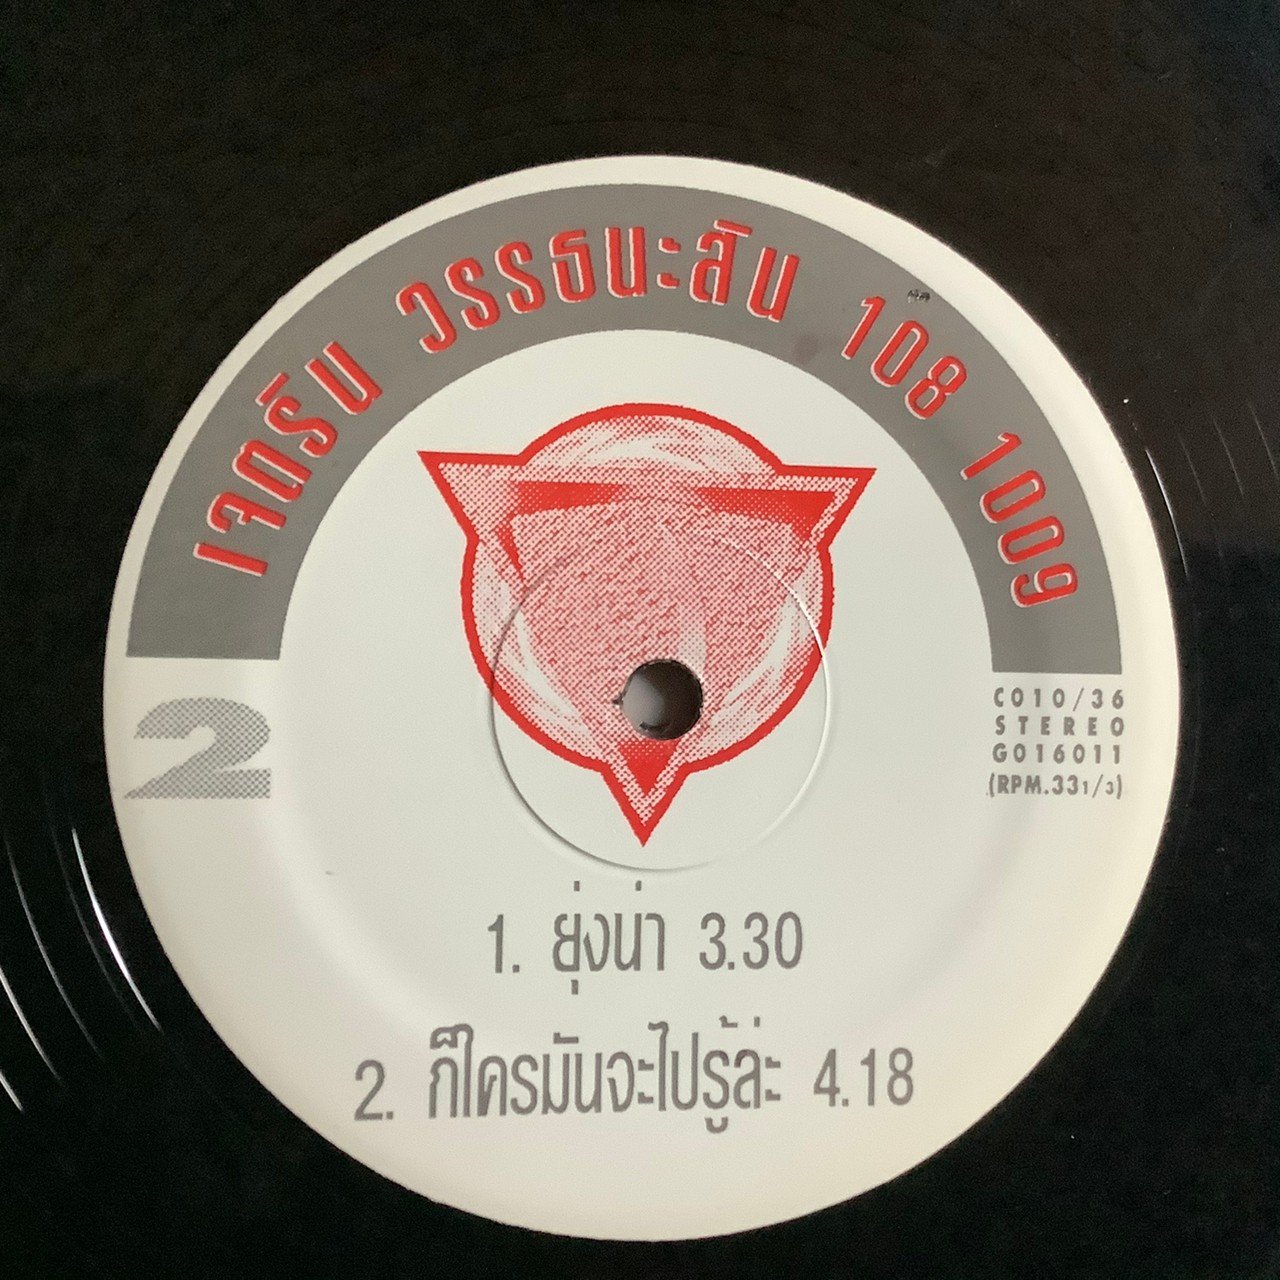 เจตริน วรรธนะสิน 108 1009
2
C010/36
STEREO
G016011
(RPM.331/3)
1. ยุ่งน่า 3.30
2. ก็ใครมันจะไปรู้ล่ะ 4.18